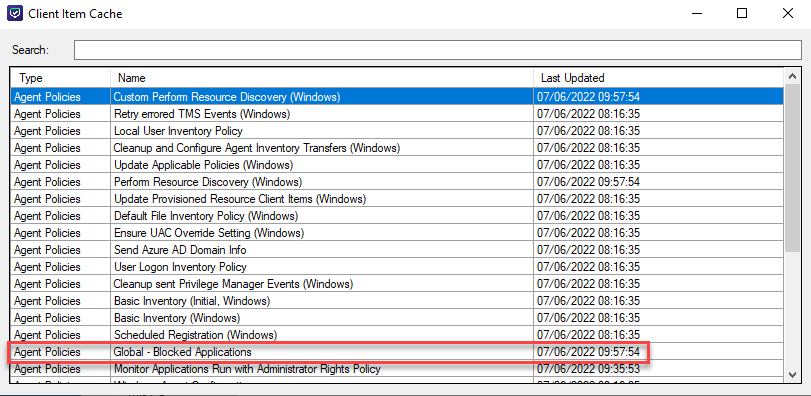 Client Item Cache
Search:
Type Name Last Updated
Agent Policies Custom Perform Resource Discovery (Windows) 07/06/2022 09:57:54
Agent Policies Retry errored TMS Events (Windows) 07/06/2022 08:16:35
Agent Policies Local User Inventory Policy 07/06/2022 08:16:35
Agent Policies Cleanup and Configure Agent Inventory Transfers (Windows) 07/06/2022 08:16:35
Agent Policies Update Applicable Policies (Windows) 07/06/2022 08:16:35
Agent Policies Perform Resource Discovery (Windows) 07/06/2022 09:57:54
Agent Policies Update Provisioned Resource Client Items (Windows) 07/06/2022 08:16:35
Agent Policies Default File Inventory Policy (Windows) 07/06/2022 08:16:35
Agent Policies Ensure UAC Override Setting (Windows) 07/06/2022 08:16:35
Agent Policies Send Azure AD Domain Info 07/06/2022 08:16:35
Agent Policies User Logon Inventory Policy 07/06/2022 08:16:35
Agent Policies Cleanup sent Privilege Manager Events (Windows) 07/06/2022 08:16:35
Agent Policies Basic Inventory (Initial, Windows) 07/06/2022 08:16:35
Agent Policies Basic Inventory (Windows) 07/06/2022 08:16:35
Agent Policies Scheduled Registration (Windows) 07/06/2022 08:16:35
Agent Policies Global - Blocked Applications 07/06/2022 09:57:54
Agent Policies Monitor Applications Run with Administrator Rights Policy 07/06/2022 09:35:53